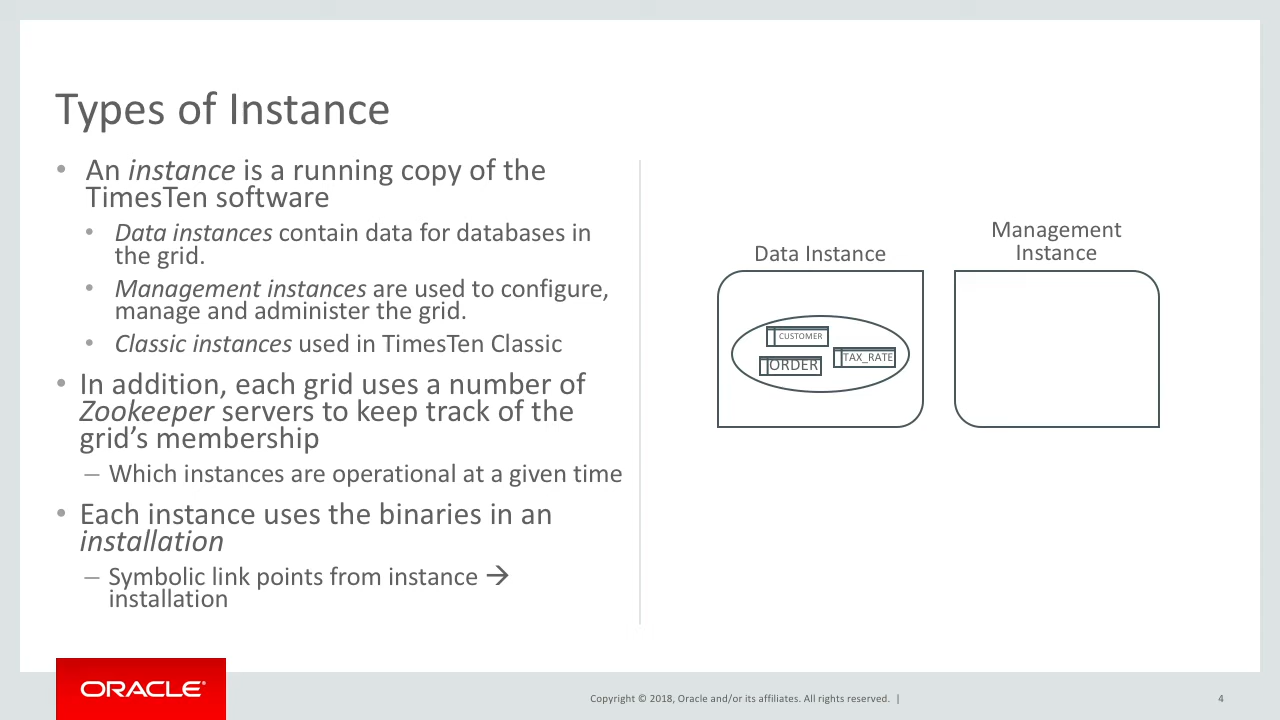 Types of Instance
• An instance is a running copy of the
TimesTen software
• Data instances contain data for databases in
the grid.
• Management instances are used to configure,
manage and administer the grid.
• Classic instances used in TimesTen Classic
• In addition, each grid uses a number of
Zookeeper servers to keep track of the
grid’s membership
– Which instances are operational at a given time
• Each instance uses the binaries in an
installation
– Symbolic link points from instance →
installation
Data Instance
Management
Instance
CUSTOMER
ORDER
TAX_RATE
ORACLE®
Copyright © 2018, Oracle and/or its affiliates. All rights reserved. |
4